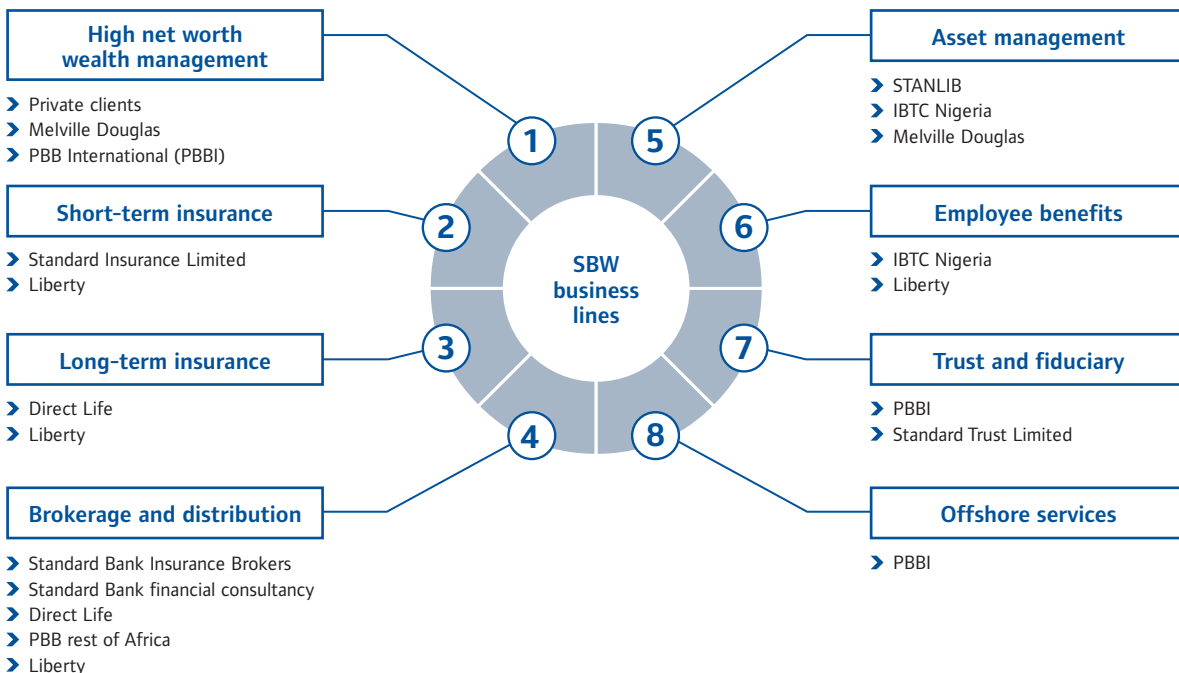 High net worth
wealth management
Private clients
Melville Douglas
PBB International (PBBI)
Short-term insurance
Standard Insurance Limited
Liberty
Long-term insurance
Direct Life
Liberty
Brokerage and distribution
Standard Bank Insurance Brokers
Standard Bank financial consultancy
Direct Life
PBB rest of Africa
Liberty
1
2
3
4
SBW
business
lines
5
6
7
8
Asset management
STANLIB
IBTC Nigeria
Melville Douglas
Employee benefits
IBTC Nigeria
Liberty
Trust and fiduciary
PBBI
Standard Trust Limited
Offshore services
PBBI